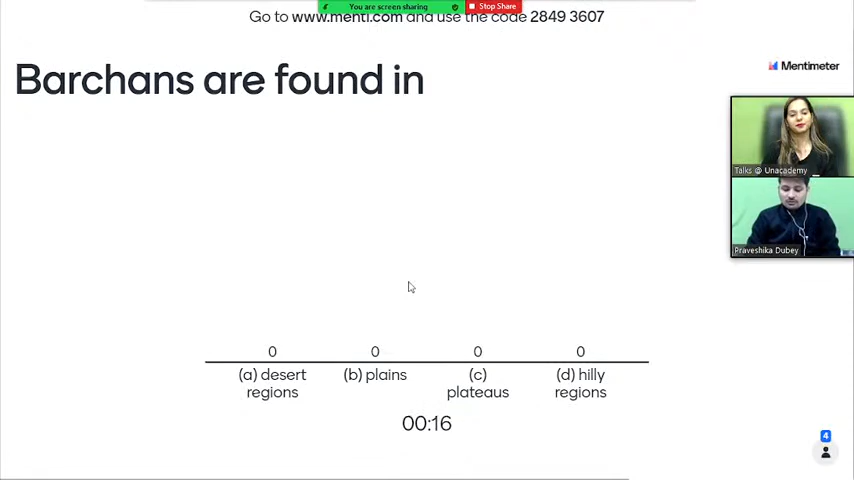 You are screen sharing
Stop Share
Go to www.menti.com and use the code 2849 3607
Barchans are found in
Mentimeter
Talks @ Unacademy
Praveshika Dubey
0 0 0 0
(a) desert regions
(b) plains
(c) plateaus
(d) hilly regions
00:16
4